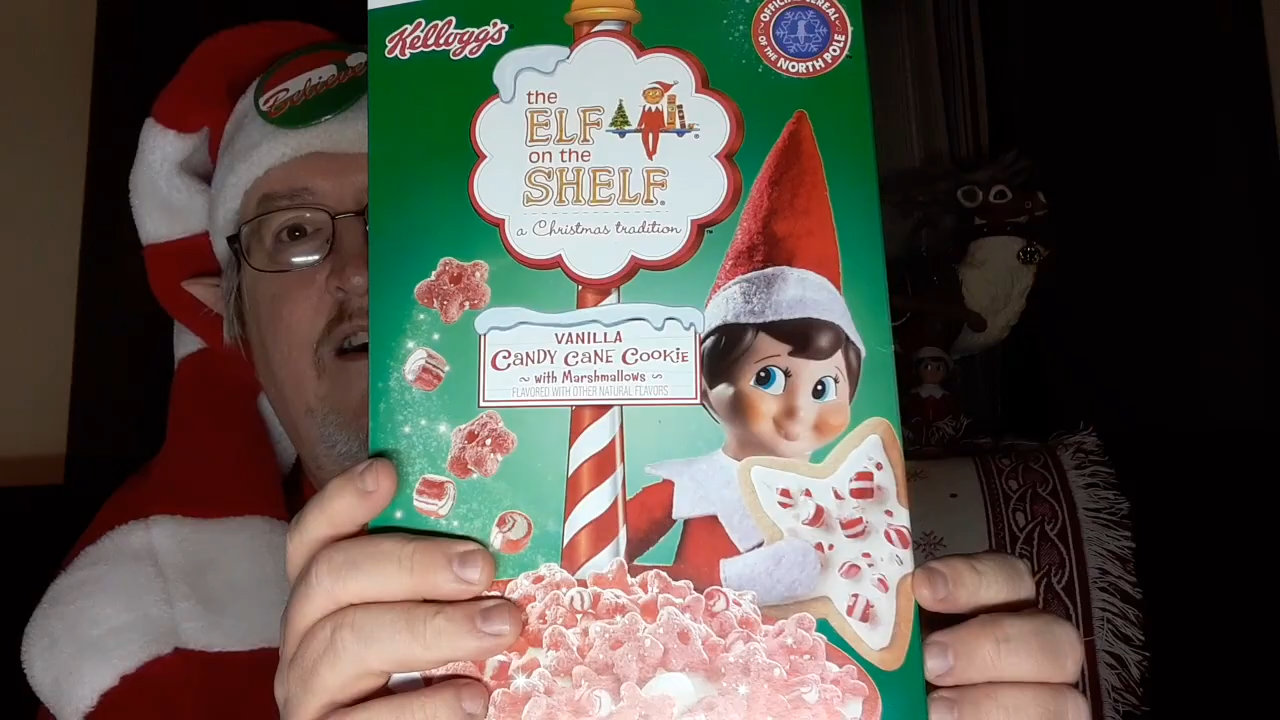 Believe
Kellogg's
OFFICIAL CEREAL
OF THE NORTH POLE
the
ELF
on the
SHELF®
a Christmas tradition™
VANILLA
CANDY CANE COOKIE
~ with Marshmallows ~
FLAVORED WITH OTHER NATURAL FLAVORS